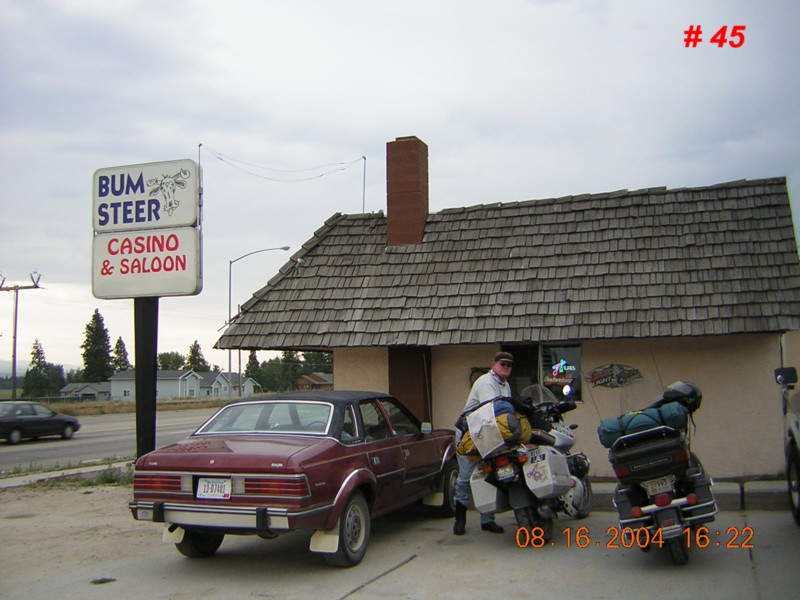 # 45
BUM
STEER
CASINO
& SALOON
08.16.2004 16:22